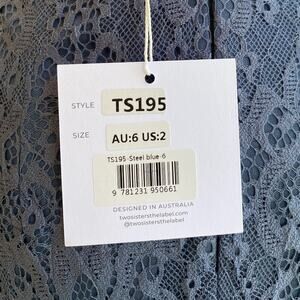 STYLE TS195
SIZE AU:6 US:2
TS195-Steel blue-6
9 781231 950661
DESIGNED IN AUSTRALIA
twosistersthelabel.com
@twosistersthelabel